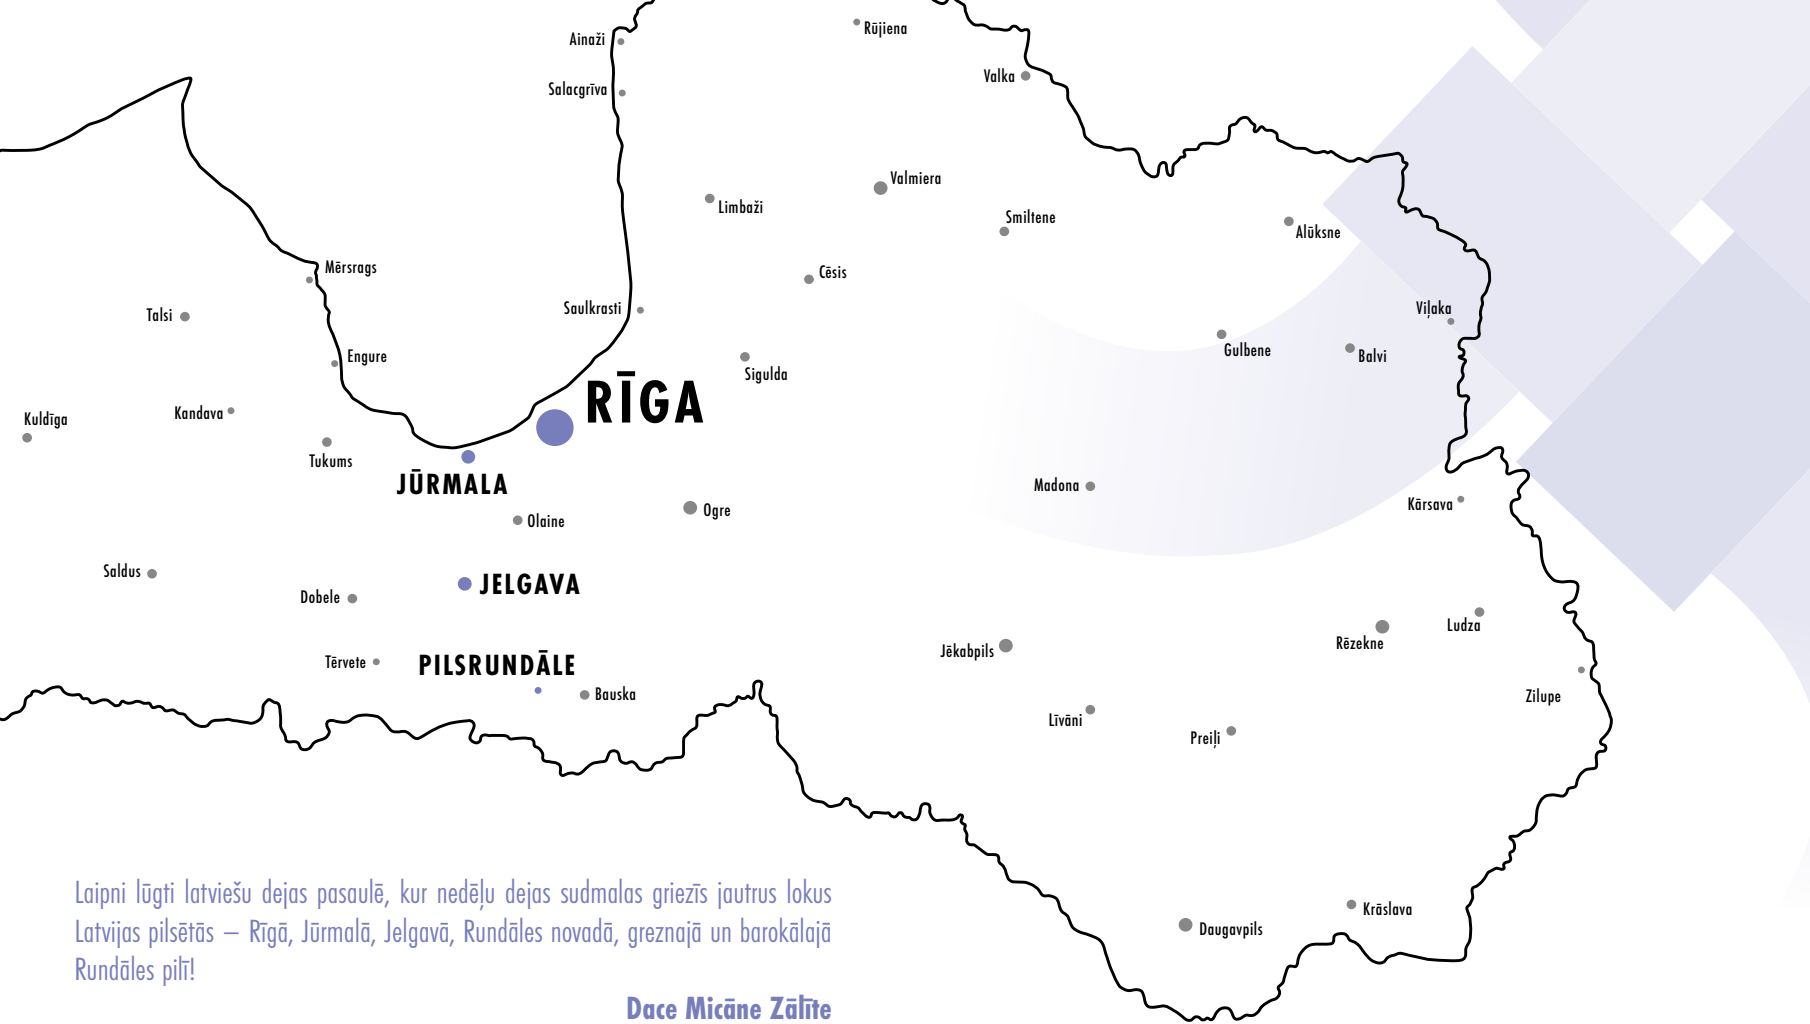 Rūjiena
Ainaži
Valka
Salacgrīva
Valmiera
Limbaži
Smiltene
Alūksne
Mērsrags
Cēsis
Saulkrasti
Viļaka
Talsi
Gulbene
Engure
Balvi
Sigulda
RĪGA
Kandava
Kuldīga
Tukums
JŪRMALA
Madona
Kārsava
Ogre
Olaine
Saldus
JELGAVA
Dobele
Ludza
Rēzekne
Jēkabpils
Tērvete
PILSRUNDĀLE
Bauska
Zilupe
Līvāni
Preiļi
Krāslava
Daugavpils
Laipni lūgti latviešu dejas pasaulē, kur nedēļu dejas sudmalas griezīs jautrus lokus
Latvijas pilsētās – Rīgā, Jūrmalā, Jelgavā, Rundāles novadā, greznajā un barokālajā
Rundāles pilī!
Dace Micāne Zālīte